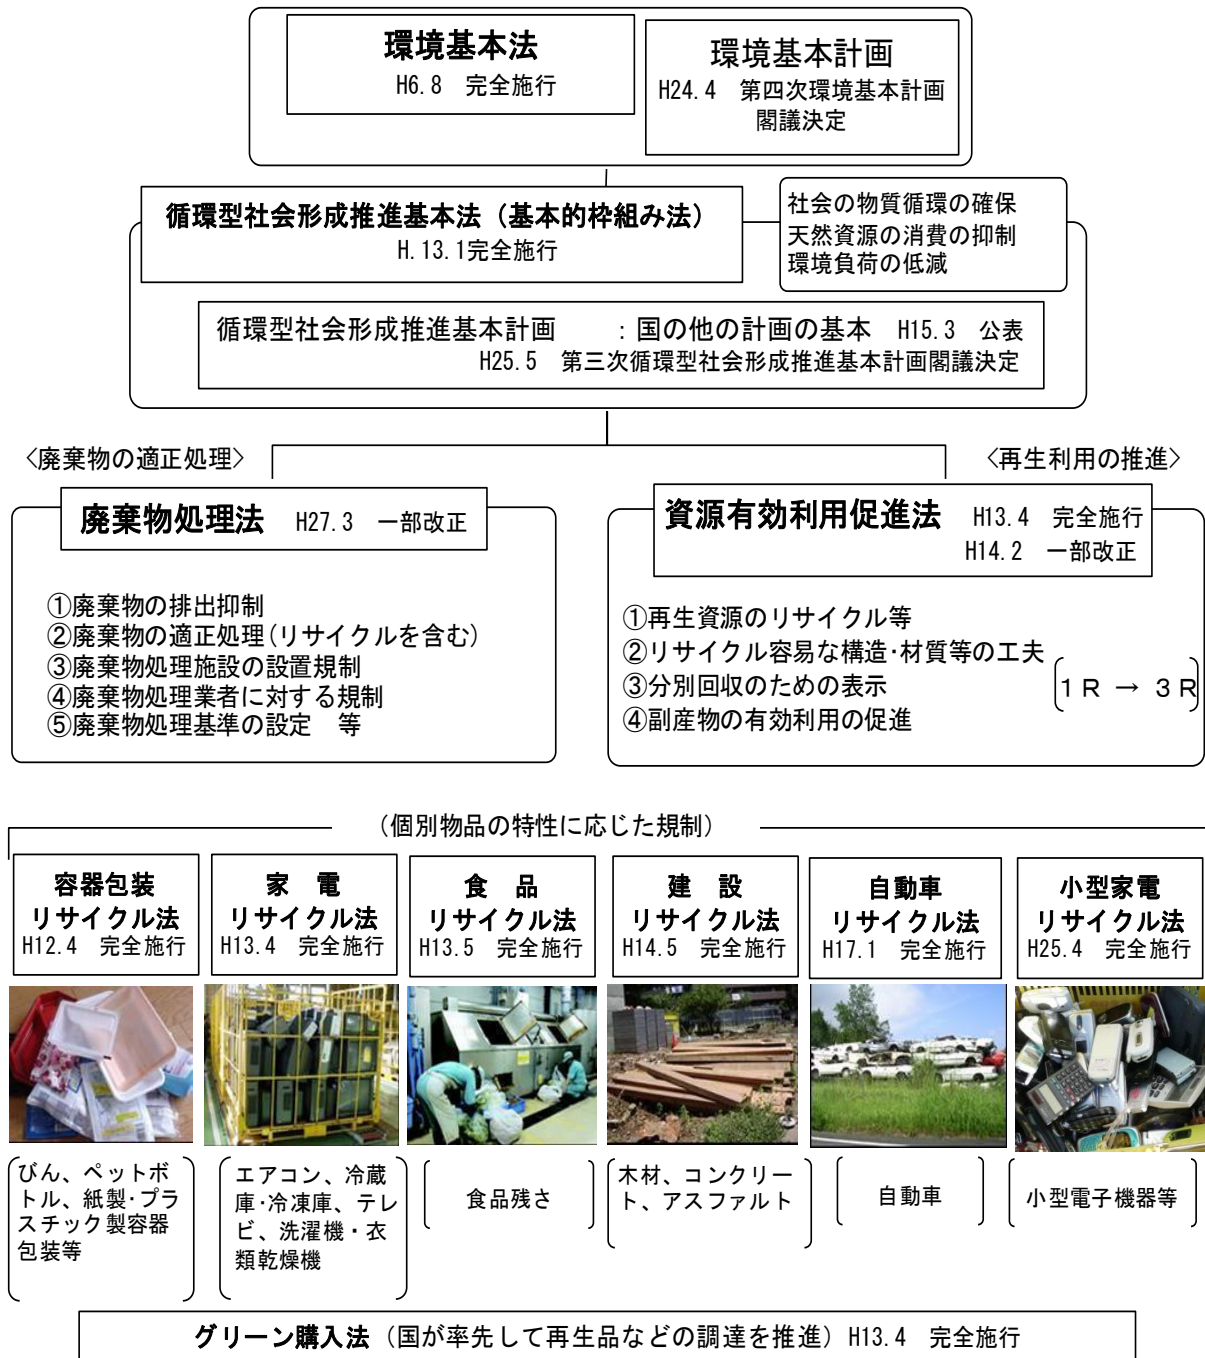 環境基本法
H6.8 完全施行
環境基本計画
H24.4 第四次環境基本計画
閣議決定
循環型社会形成推進基本法（基本的枠組み法）
H.13.1完全施行
社会の物質循環の確保
天然資源の消費の抑制
環境負荷の低減
循環型社会形成推進基本計画 ：国の他の計画の基本 H15.3 公表
H25.5 第三次循環型社会形成推進基本計画閣議決定
〈廃棄物の適正処理〉
〈再生利用の推進〉
廃棄物処理法 H27.3 一部改正
①廃棄物の排出抑制
②廃棄物の適正処理(リサイクルを含む)
③廃棄物処理施設の設置規制
④廃棄物処理業者に対する規制
⑤廃棄物処理基準の設定 等
資源有効利用促進法 H13.4 完全施行
H14.2 一部改正
①再生資源のリサイクル等
②リサイクル容易な構造･材質等の工夫
③分別回収のための表示
④副産物の有効利用の促進
１Ｒ → ３Ｒ
（個別物品の特性に応じた規制）
容器包装
リサイクル法
H12.4 完全施行
家 電
リサイクル法
H13.4 完全施行
食 品
リサイクル法
H13.5 完全施行
建 設
リサイクル法
H14.5 完全施行
自動車
リサイクル法
H17.1 完全施行
小型家電
リサイクル法
H25.4 完全施行
びん、ペットボ
トル、紙製･プラ
スチック製容器
包装等
エアコン、冷蔵
庫･冷凍庫、テレ
ビ、洗濯機・衣
類乾燥機
食品残さ
木材、コンクリー
ト、アスファルト
自動車
小型電子機器等
グリーン購入法（国が率先して再生品などの調達を推進）H13.4 完全施行